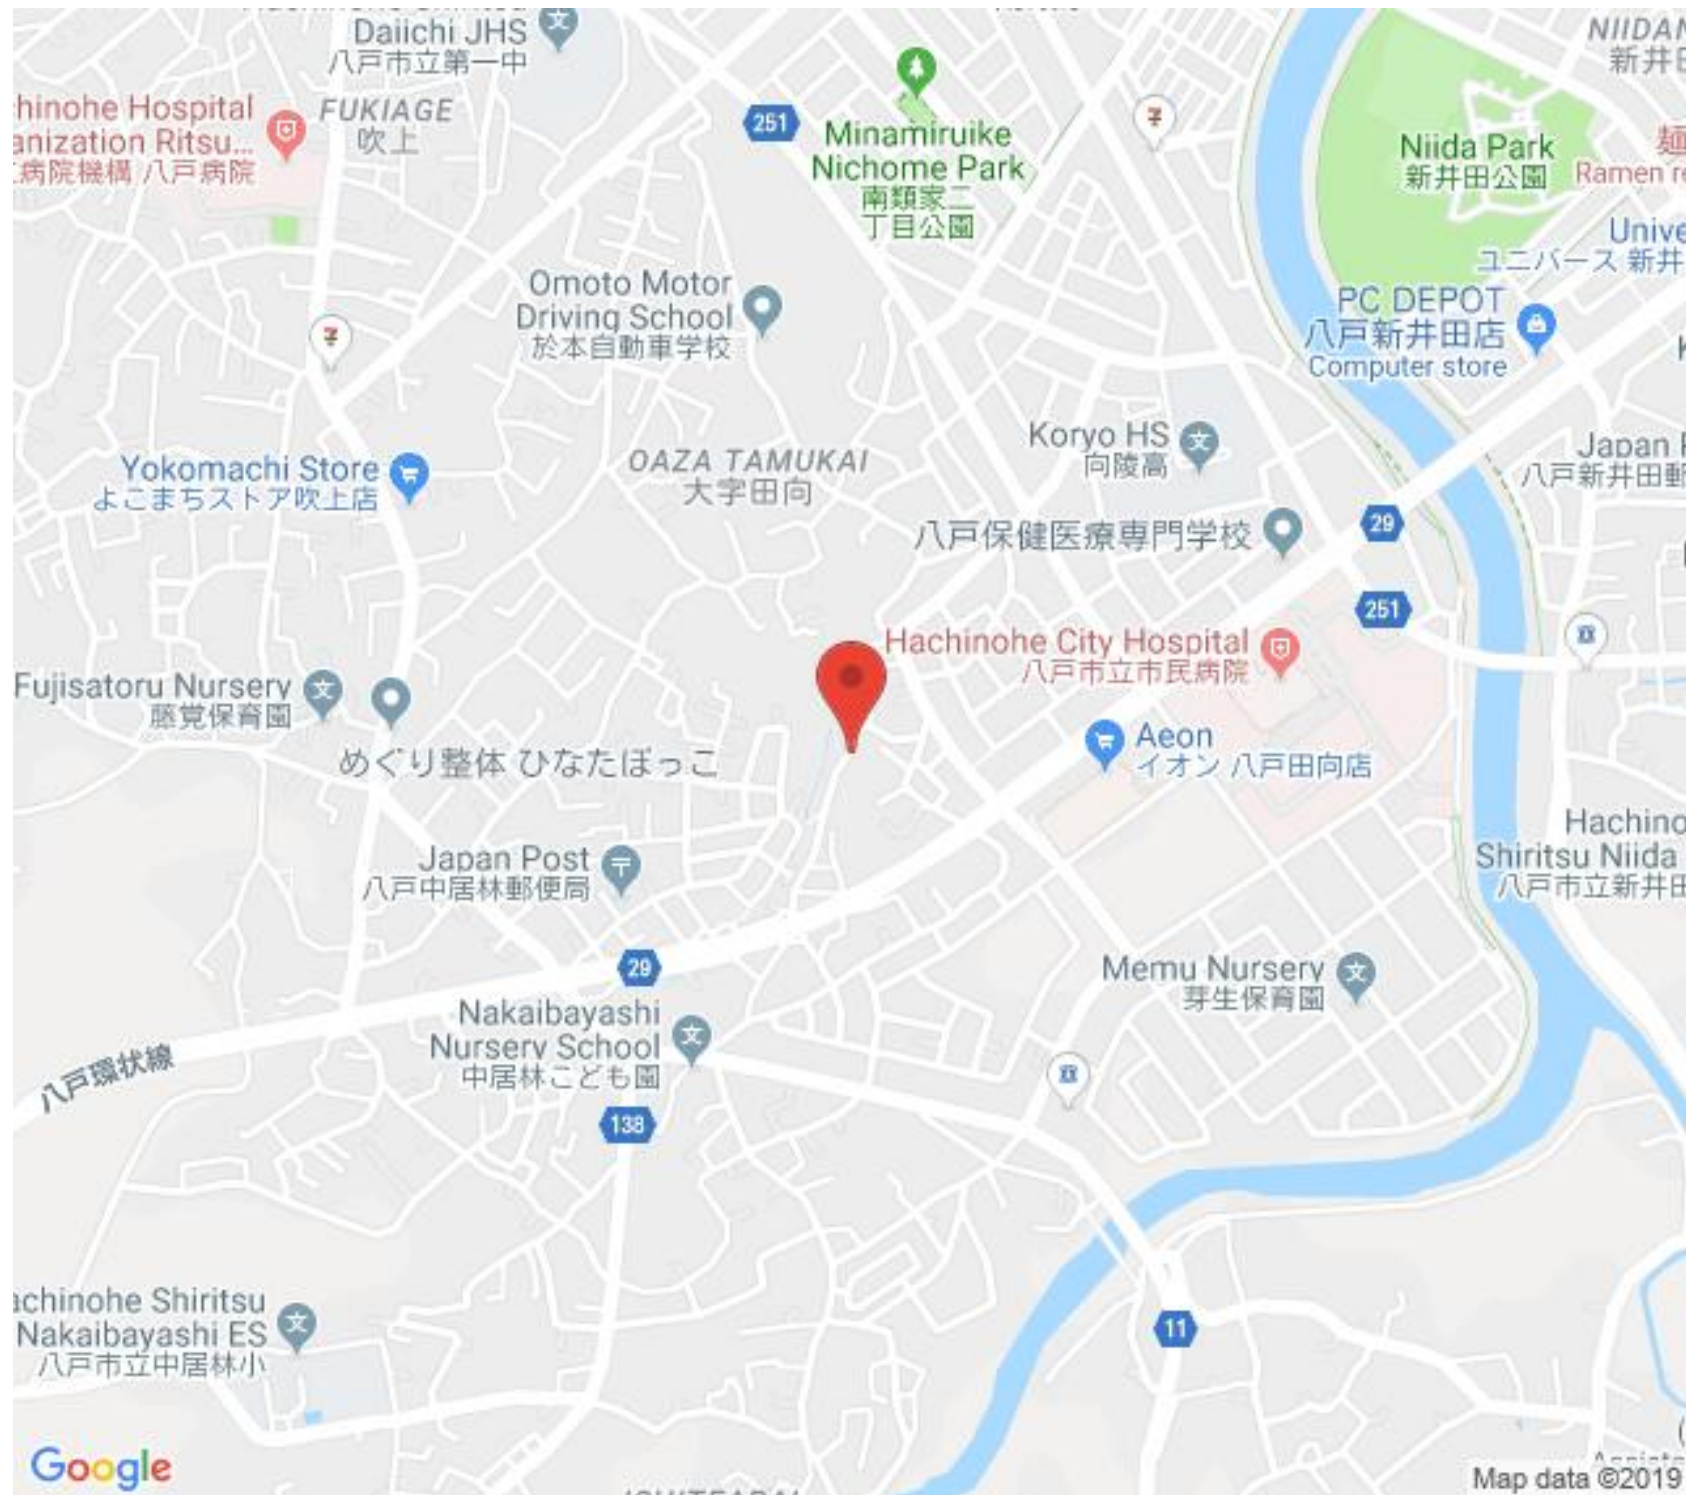 Daiichi JHS
八戸市立第一中
NIIDAN
新井田
hinohe Hospital
anization Ritsu...
病院機構 八戸病院
FUKIAGE
吹上
251
Minamiruike
Nichome Park
南類家二
丁目公園
Niida Park
新井田公園
麺
Ramen re
Unive
ユニバース 新井
Omoto Motor
Driving School
於本自動車学校
PC DEPOT
八戸新井田店
Computer store
Yokomachi Store
よこまちストア吹上店
OAZA TAMUKAI
大字田向
Koryo HS
向陵高
Japan P
八戸新井田郵
29
八戸保健医療専門学校
251
Hachinohe City Hospital
八戸市立市民病院
Fujisatoru Nursery
藤覚保育園
めぐり整体 ひなたぼっこ
Aeon
イオン 八戸田向店
Japan Post
八戸中居林郵便局
Hachino
Shiritsu Niida
八戸市立新井田
29
Memu Nursery
芽生保育園
Nakaibayashi
Nursery School
中居林こども園
八戸環状線
138
achinohe Shiritsu
Nakaibayashi ES
八戸市立中居林小
11
Google
Map data ©2019